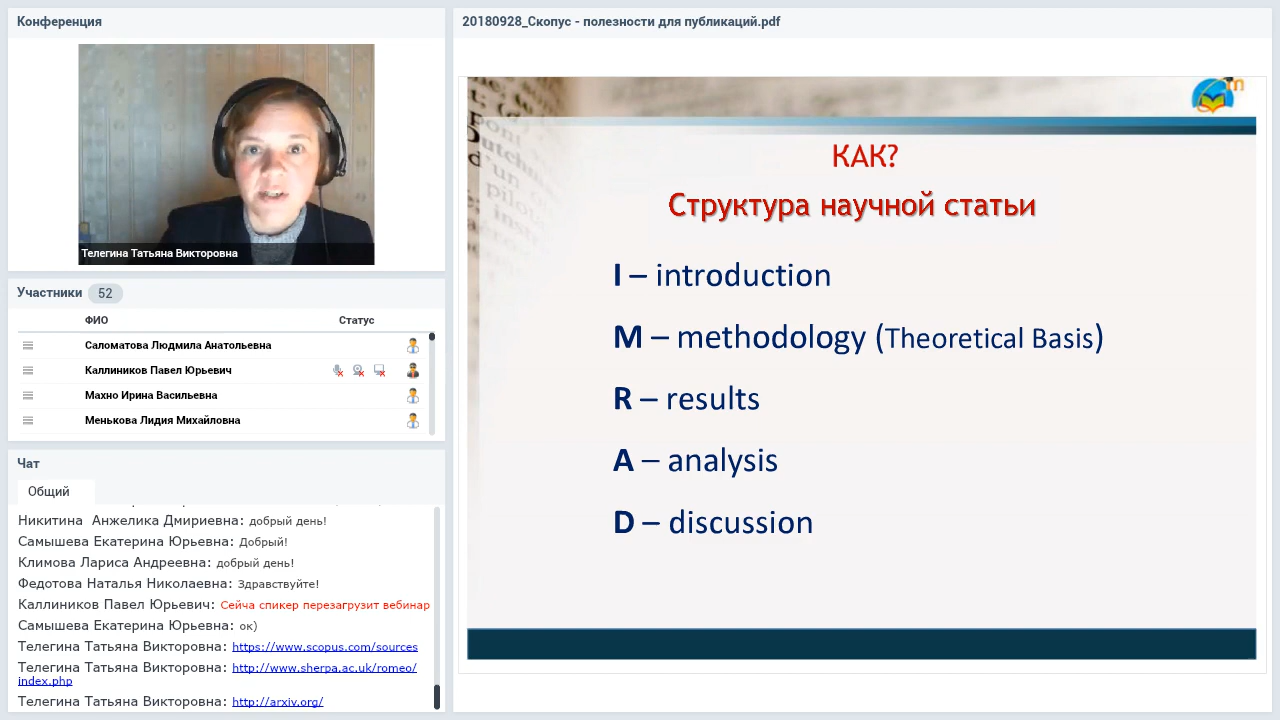 Конференция
Телегина Татьяна Викторовна
Участники 52
ФИО Статус
Саломатова Людмила Анатольевна
Каллиников Павел Юрьевич
Махно Ирина Васильевна
Менькова Лидия Михайловна
Чат
Общий
Никитина Анжелика Дмириевна: добрый день!
Самышева Екатерина Юрьевна: Добрый!
Климова Лариса Андреевна: добрый день!
Федотова Наталья Николаевна: Здравствуйте!
Каллиников Павел Юрьевич: Сейча спикер перезагрузит вебинар
Самышева Екатерина Юрьевна: ок)
Телегина Татьяна Викторовна: https://www.scopus.com/sources
Телегина Татьяна Викторовна: http://www.sherpa.ac.uk/romeo/
index.php
Телегина Татьяна Викторовна: http://arxiv.org/
20180928_Скопус - полезности для публикаций.pdf
КАК?
Структура научной статьи
I – introduction
M – methodology (Theoretical Basis)
R – results
A – analysis
D – discussion